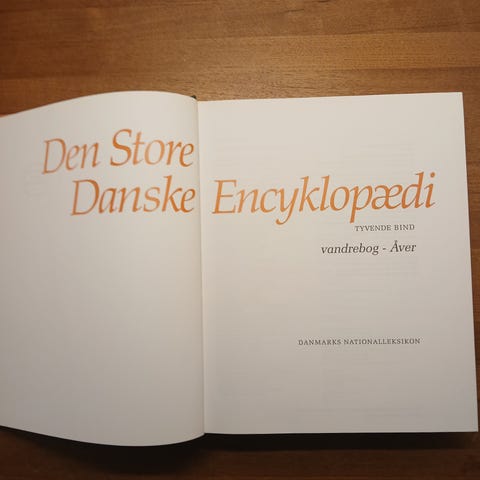 Den Store
Danske Encyklopædi
TYVENDE BIND
vandrebog - Åver
DANMARKS NATIONALLEKSIKON